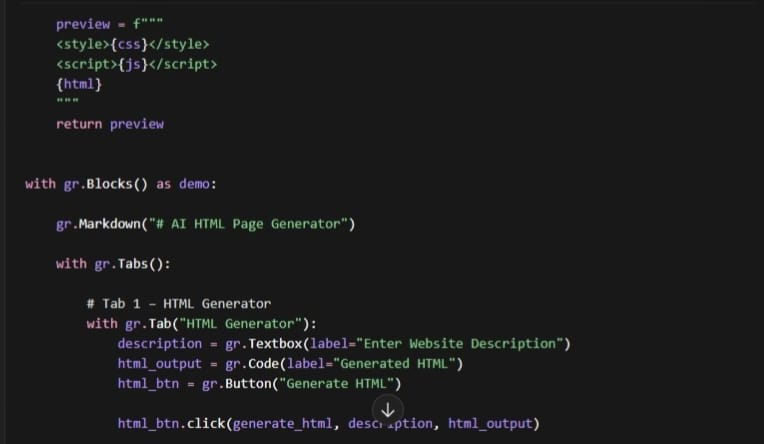 preview = f"""
<style>{css}</style>
<script>{js}</script>
{html}
"""
return preview
with gr.Blocks() as demo:
gr.Markdown("# AI HTML Page Generator")
with gr.Tabs():
# Tab 1 – HTML Generator
with gr.Tab("HTML Generator"):
description = gr.Textbox(label="Enter Website Description")
html_output = gr.Code(label="Generated HTML")
html_btn = gr.Button("Generate HTML")
html_btn.click(generate_html, description, html_output)